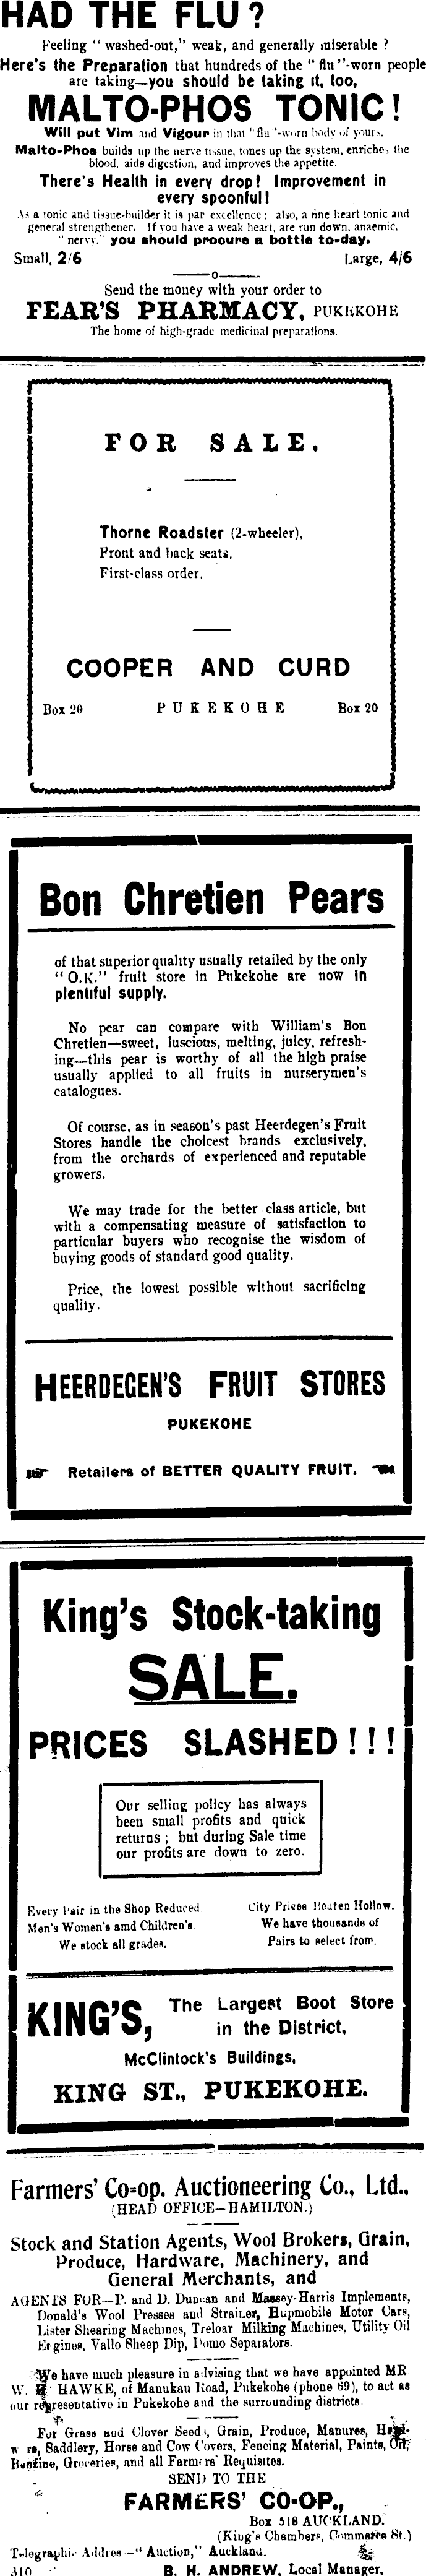 HAD THE FLU?
Feeling "washed-out," weak, and generally miserable ?
Here's the Preparation that hundreds of the "flu"-worn people
are taking—you should be taking it, too,
MALTO-PHOS TONIC!
Will put Vim and Vigour in that "flu"-worn body of yours.
Malto-Phos builds up the nerve tissue, tones up the system, enriches the
blood, aids digestion, and improves the appetite.
There's Health in every drop! Improvement in
every spoonful!
As a tonic and tissue-builder it is par excellence; also, a fine heart tonic and
general strengthener. If you have a weak heart, are run down, anaemic,
"nervy," you should procure a bottle to-day.
Small, 2/6 Large, 4/6
—o—
Send the money with your order to
FEAR'S PHARMACY, PUKEKOHE
The home of high-grade medicinal preparations.
FOR SALE.
Thorne Roadster (2-wheeler),
Front and back seats.
First-class order.
COOPER AND CURD
Box 20 PUKEKOHE Box 20
Bon Chretien Pears
of that superior quality usually retailed by the only
"O.K." fruit store in Pukekohe are now in
plentiful supply.
No pear can compare with William's Bon
Chretien—sweet, luscious, melting, juicy, refresh-
ing—this pear is worthy of all the high praise
usually applied to all fruits in nurserymen's
catalogues.
Of course, as in season's past Heerdegen's Fruit
Stores handle the choicest brands exclusively,
from the orchards of experienced and reputable
growers.
We may trade for the better class article, but
with a compensating measure of satisfaction to
particular buyers who recognise the wisdom of
buying goods of standard good quality.
Price, the lowest possible without sacrificing
quality.
HEERDEGEN'S FRUIT STORES
PUKEKOHE
Retailers of BETTER QUALITY FRUIT.
King's Stock-taking
SALE.
PRICES SLASHED!!!
Our selling policy has always
been small profits and quick
returns; but during Sale time
our profits are down to zero.
Every Pair in the Shop Reduced. City Prices Beaten Hollow.
Men's Women's amd Children's. We have thousands of
We stock all grades. Pairs to select from.
KING'S, The Largest Boot Store
in the District,
McClintock's Buildings,
KING ST., PUKEKOHE.
Farmers' Co=op. Auctioneering Co., Ltd.,
(HEAD OFFICE—HAMILTON.)
Stock and Station Agents, Wool Brokers, Grain,
Produce, Hardware, Machinery, and
General Merchants, and
AGENTS FOR—P. and D. Duncan and Massey-Harris Implements,
Donald's Wool Presses and Strainer, Hupmobile Motor Cars,
Lister Shearing Machines, Treloar Milking Machines, Utility Oil
Engines, Vallo Sheep Dip, Domo Separators.
We have much pleasure in advising that we have appointed MR
W. HAWKE, of Manukau Road, Pukekohe (phone 69), to act as
our representative in Pukekohe and the surrounding districts.
For Grass and Clover Seeds, Grain, Produce, Manures, Hard-
ware, Saddlery, Horse and Cow Covers, Fencing Material, Paints, Oil,
Benzine, Groceries, and all Farmers' Requisites.
SEND TO THE
FARMERS' CO-OP.,
Box 518 AUCKLAND.
(King's Chambers, Commerce St.)
Telegraphic Address—"Auction," Auckland.
A10 B. H. ANDREW, Local Manager.